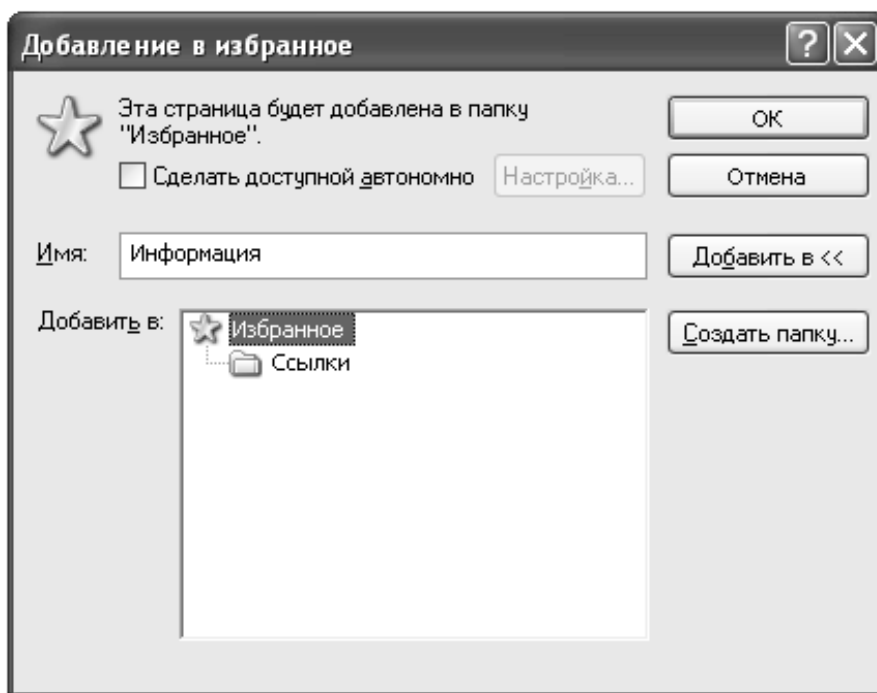 Добавление в избранное
Эта страница будет добавлена в папку
"Избранное".
OK
Сделать доступной автономно
Настройка...
Отмена
Имя:
Информация
Добавить в <<
Добавить в:
Избранное
Создать папку...
Ссылки